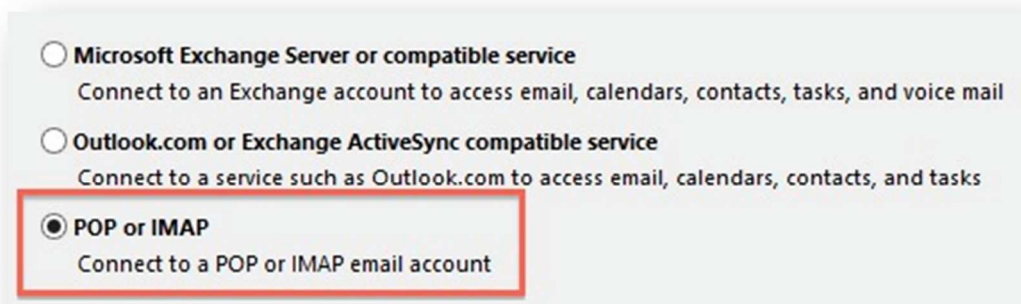 Microsoft Exchange Server or compatible service
Connect to an Exchange account to access email, calendars, contacts, tasks, and voice mail
Outlook.com or Exchange ActiveSync compatible service
Connect to a service such as Outlook.com to access email, calendars, contacts, and tasks
POP or IMAP
Connect to a POP or IMAP email account